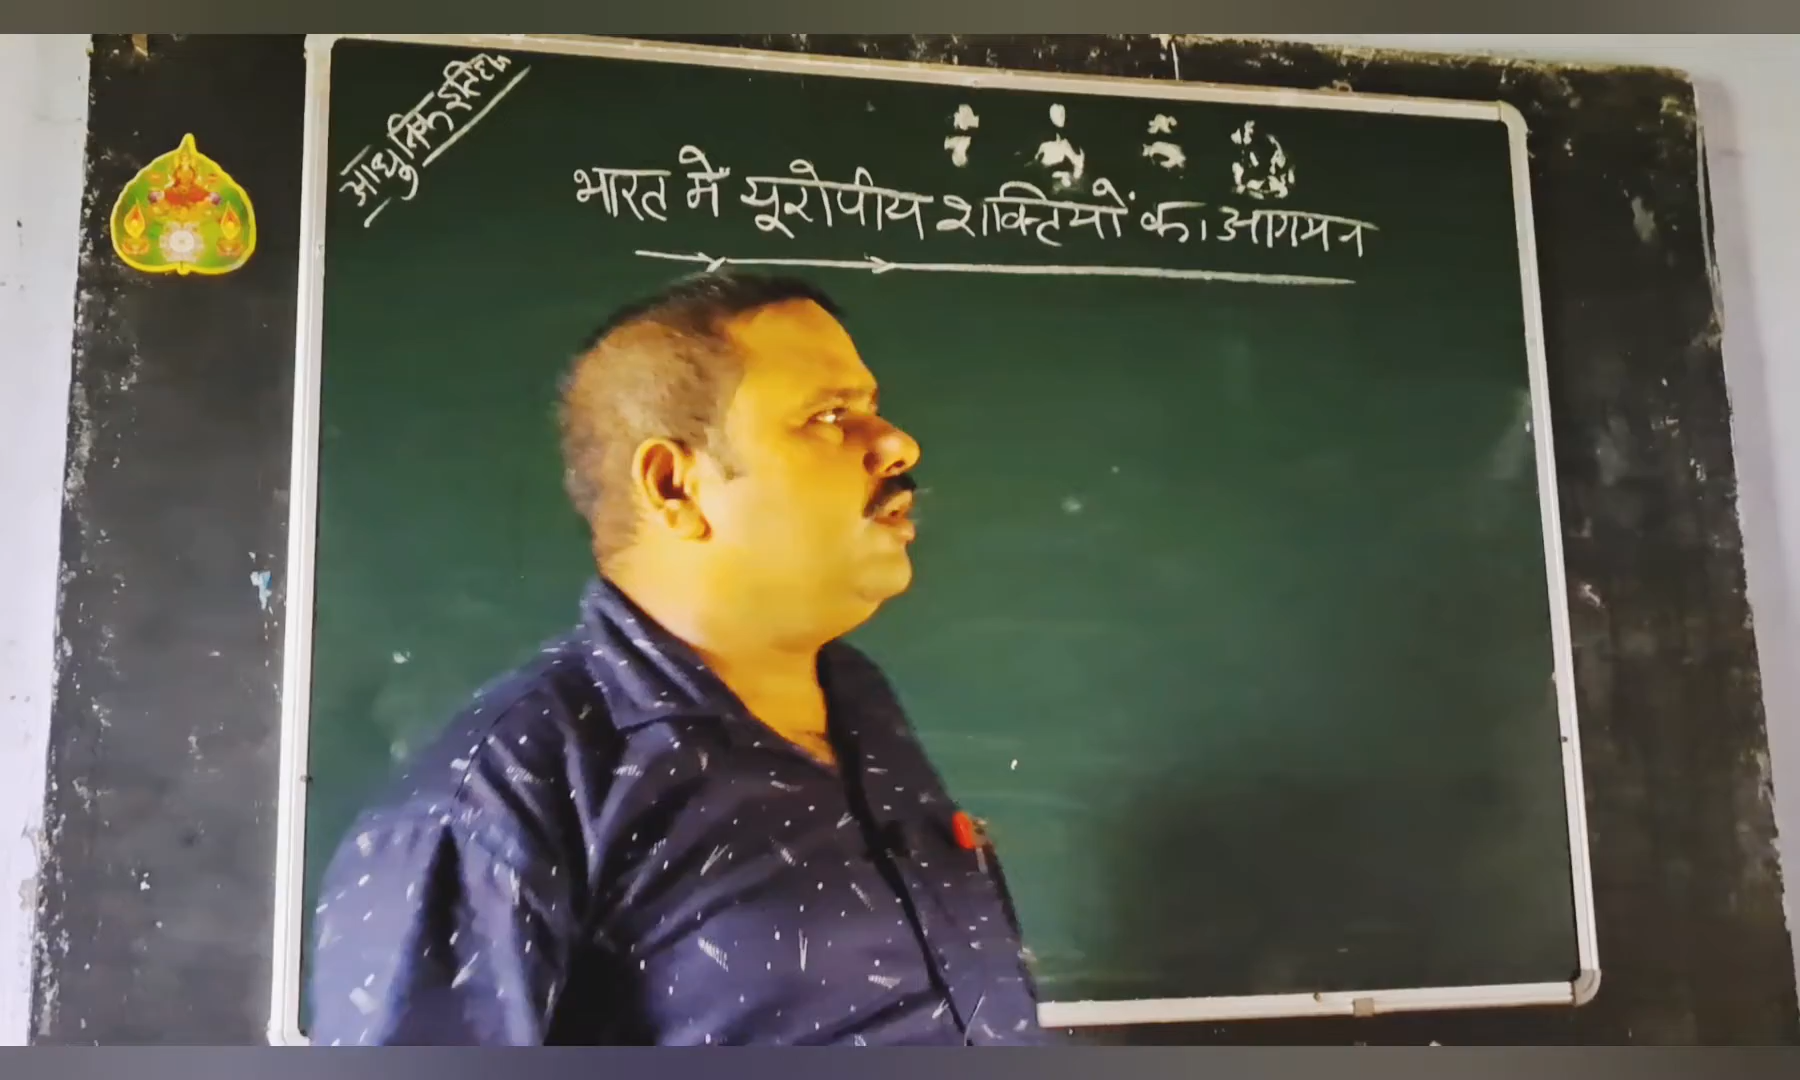 आधुनिक इतिहास
भारत में यूरोपीय शक्तियों का आगमन